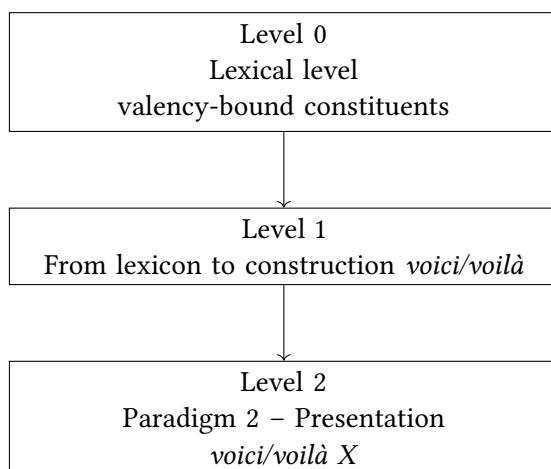 Level 0
Lexical level
valency-bound constituents
Level 1
From lexicon to construction voici/voilà
Level 2
Paradigm 2 – Presentation
voici/voilà X